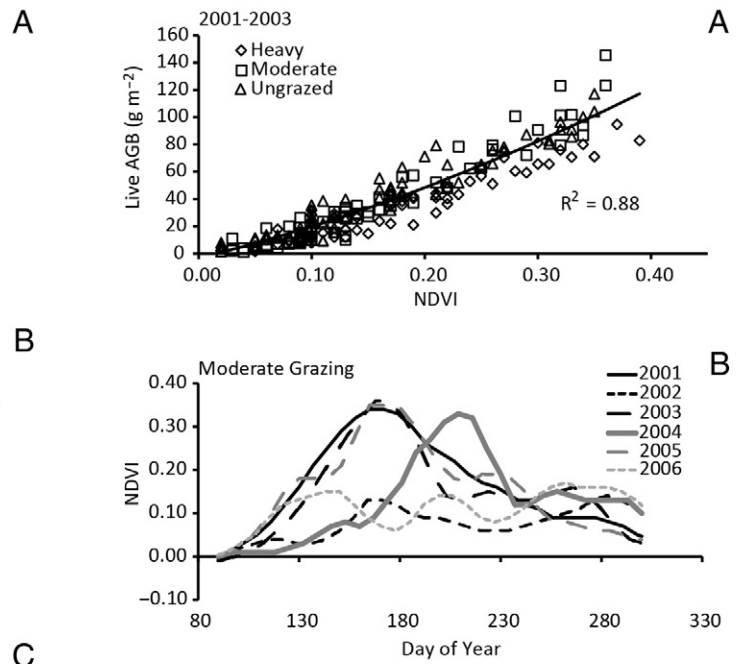 A
A
2001-2003
160
140
120
100
80
60
40
20
0
Live AGB (g m⁻²)
Heavy
Moderate
Ungrazed
R² = 0.88
0.00 0.10 0.20 0.30 0.40
NDVI
B
B
Moderate Grazing
0.40
0.30
0.20
0.10
0.00
−0.10
NDVI
2001
2002
2003
2004
2005
2006
80 130 180 230 280 330
Day of Year
C